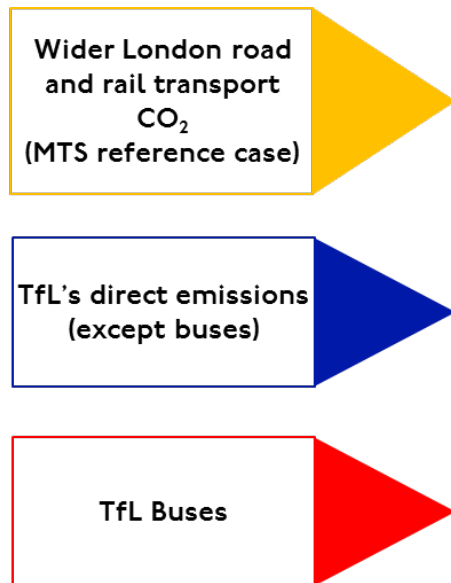 Wider London road
and rail transport
CO₂
(MTS reference case)
TfL's direct emissions
(except buses)
TfL Buses